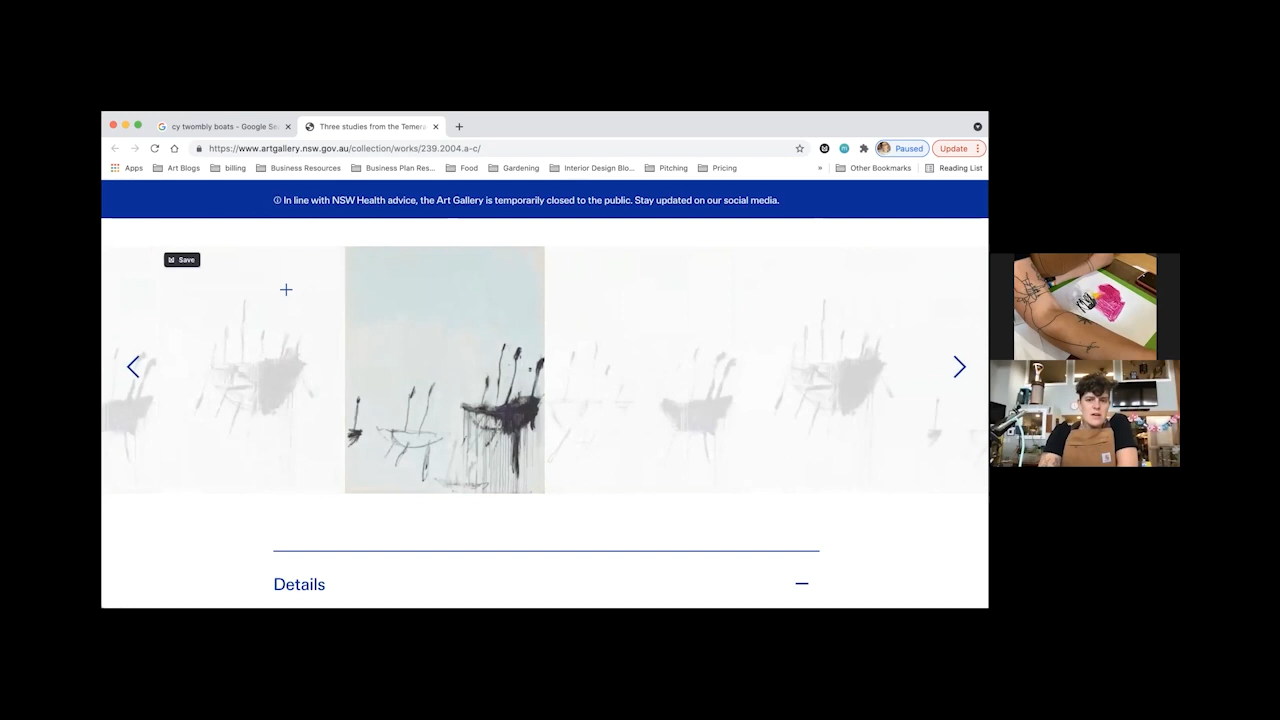 cy twombly boats - Google Se
Three studies from the Temera
https://www.artgallery.nsw.gov.au/collection/works/239.2004.a-c/
Paused
Update
Apps
Art Blogs
billing
Business Resources
Business Plan Res...
Food
Gardening
Interior Design Blo...
Pitching
Pricing
»
Other Bookmarks
Reading List
In line with NSW Health advice, the Art Gallery is temporarily closed to the public. Stay updated on our social media.
Save
Details